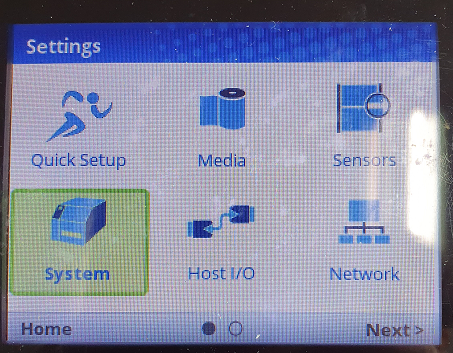 Settings
Quick Setup Media Sensors
System Host I/O Network
Home Next >